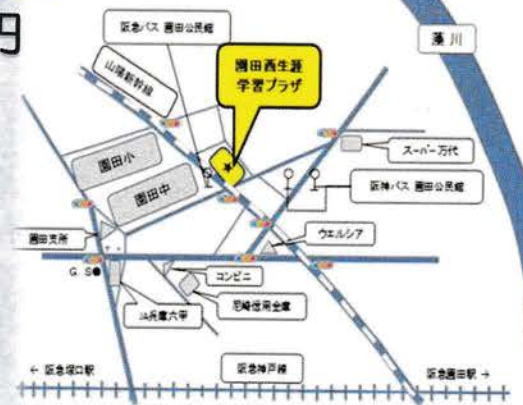 円
阪急バス 園田公民館
藻川
山陽新幹線
園田西生涯
学習プラザ
スーパー万代
園田小
園田中
阪神バス 園田公民館
園田支所
ウエルシア
コンビニ
G.S●
尼崎信用金庫
JA兵庫六甲
← 阪急塚口駅
阪急神戸線
阪急園田駅 →